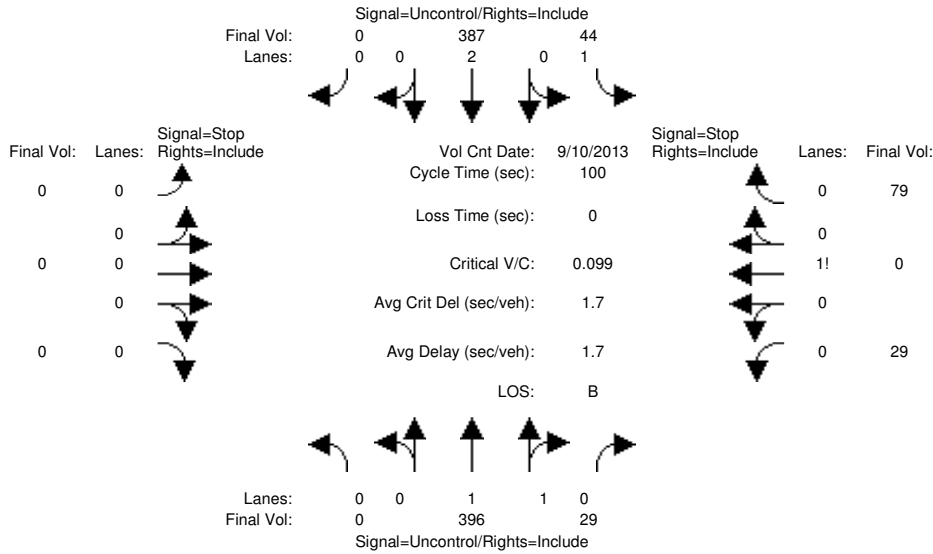 Signal=Uncontrol/Rights=Include
Final Vol: 0 387 44
Lanes: 0 0 2 0 1
Signal=Stop Signal=Stop
Final Vol: Lanes: Rights=Include Vol Cnt Date: 9/10/2013 Rights=Include Lanes: Final Vol:
Cycle Time (sec): 100
0 0 0 79
Loss Time (sec): 0
0 0
0 0 Critical V/C: 0.099 1! 0
0 Avg Crit Del (sec/veh): 1.7 0
0 0 Avg Delay (sec/veh): 1.7 0 29
LOS: B
Lanes: 0 0 1 1 0
Final Vol: 0 396 29
Signal=Uncontrol/Rights=Include